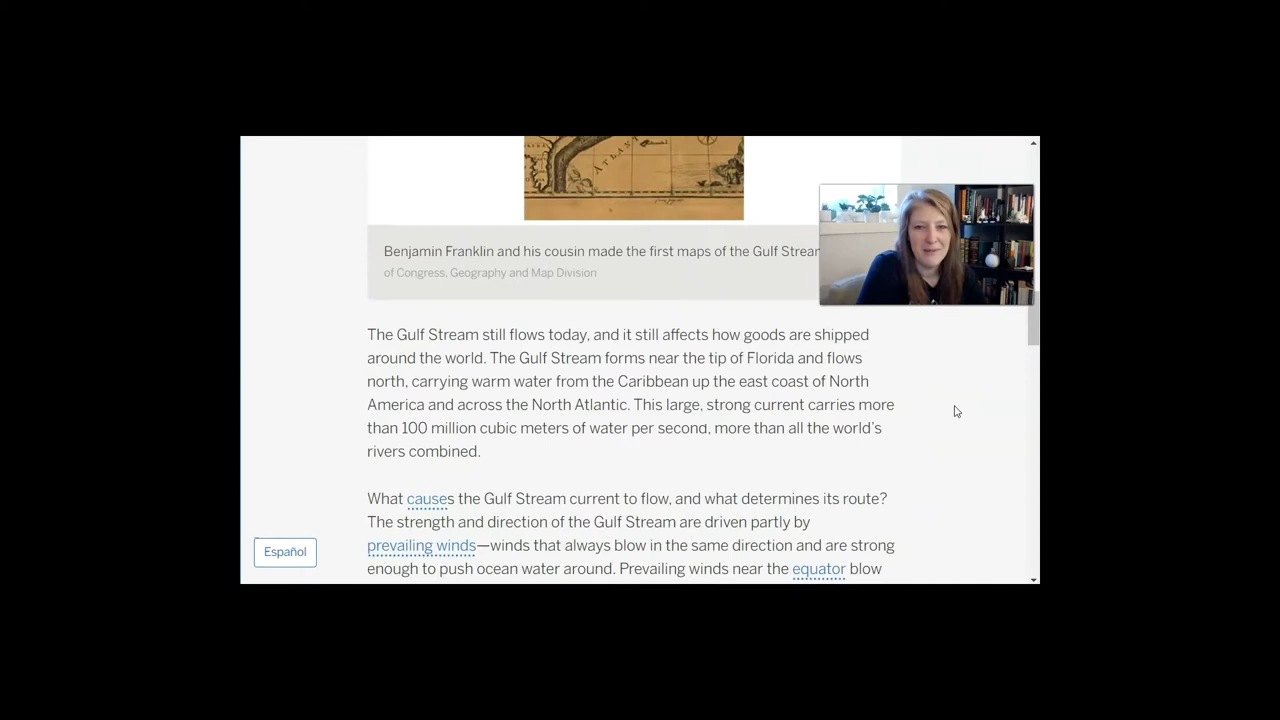 ATLANT
Benjamin Franklin and his cousin made the first maps of the Gulf Stream
of Congress, Geography and Map Division
The Gulf Stream still flows today, and it still affects how goods are shipped
around the world. The Gulf Stream forms near the tip of Florida and flows
north, carrying warm water from the Caribbean up the east coast of North
America and across the North Atlantic. This large, strong current carries more
than 100 million cubic meters of water per second, more than all the world's
rivers combined.
What causes the Gulf Stream current to flow, and what determines its route?
The strength and direction of the Gulf Stream are driven partly by
prevailing winds—winds that always blow in the same direction and are strong
Español
enough to push ocean water around. Prevailing winds near the equator blow